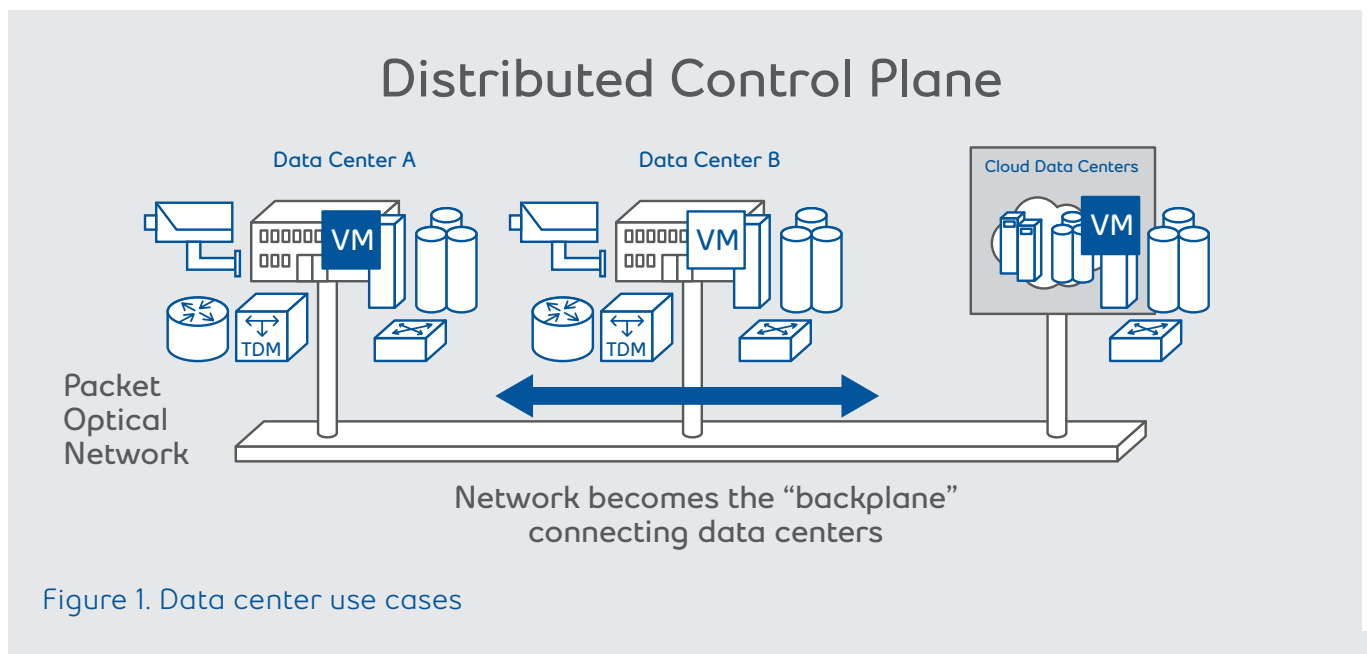 Distributed Control Plane
Data Center A
Data Center B
Cloud Data Centers
VM
VM
VM
TDM
TDM
Packet
Optical
Network
Network becomes the “backplane”
connecting data centers
Figure 1. Data center use cases